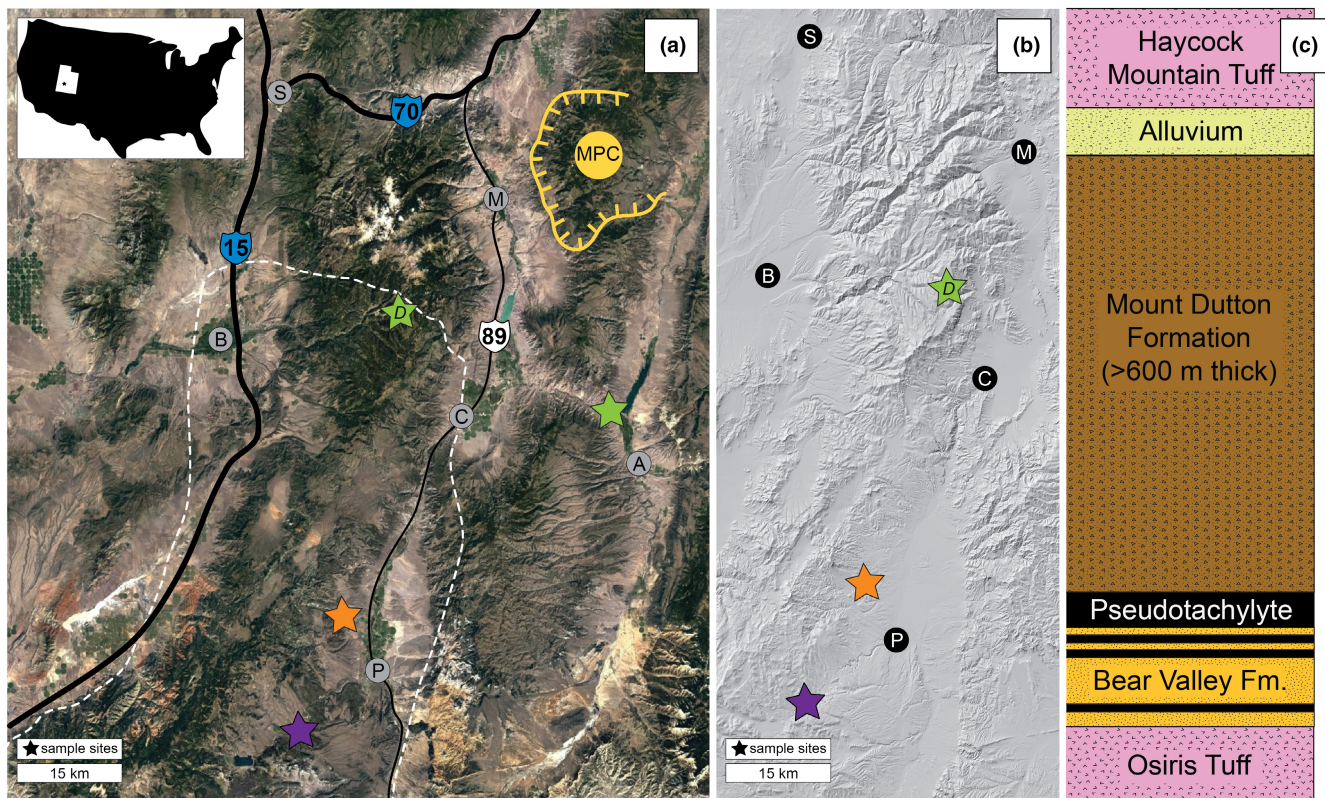 (a)
S
70
MPC
M
15
D
B
89
C
A
P
sample sites
15 km
(b)
S
M
B
D
C
P
sample sites
15 km
(c)
Haycock
Mountain Tuff
Alluvium
Mount Dutton
Formation
(>600 m thick)
Pseudotachylyte
Bear Valley Fm.
Osiris Tuff